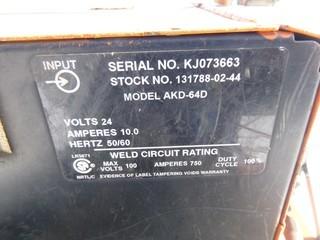 INPUT
SERIAL NO. KJ073663
STOCK NO. 131788-02-44
MODEL AKD-64D
VOLTS 24
AMPERES 10.0
HERTZ 50/60
WELD CIRCUIT RATING
MAX VOLTS 100 AMPERES 750 DUTY CYCLE 100%
NRTL/C EVIDENCE OF LABEL TAMPERING VOIDS WARRANTY